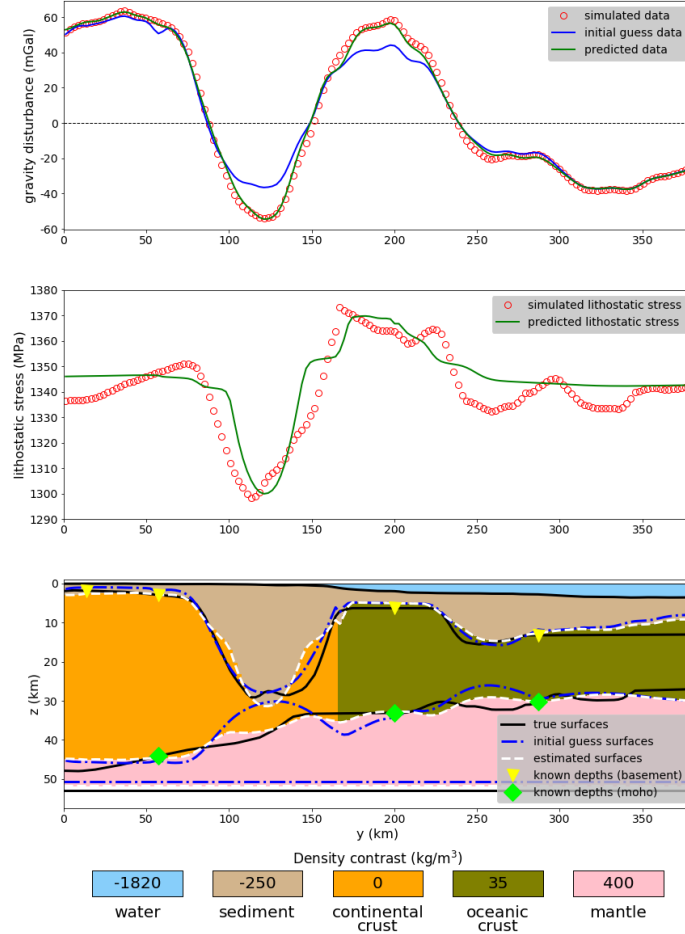 60
40
20
0
-20
-40
-60
gravity disturbance (mGal)
simulated data
initial guess data
predicted data
0
50
100
150
200
250
300
350
1380
1370
1360
1350
1340
1330
1320
1310
1300
1290
lithostatic stress (MPa)
simulated lithostatic stress
predicted lithostatic stress
0
50
100
150
200
250
300
350
0
10
20
30
40
50
z (km)
true surfaces
initial guess surfaces
estimated surfaces
known depths (basement)
known depths (moho)
0
50
100
150
200
250
300
350
y (km)
Density contrast (kg/m³)
-1820
-250
0
35
400
water
sediment
continental
crust
oceanic
crust
mantle